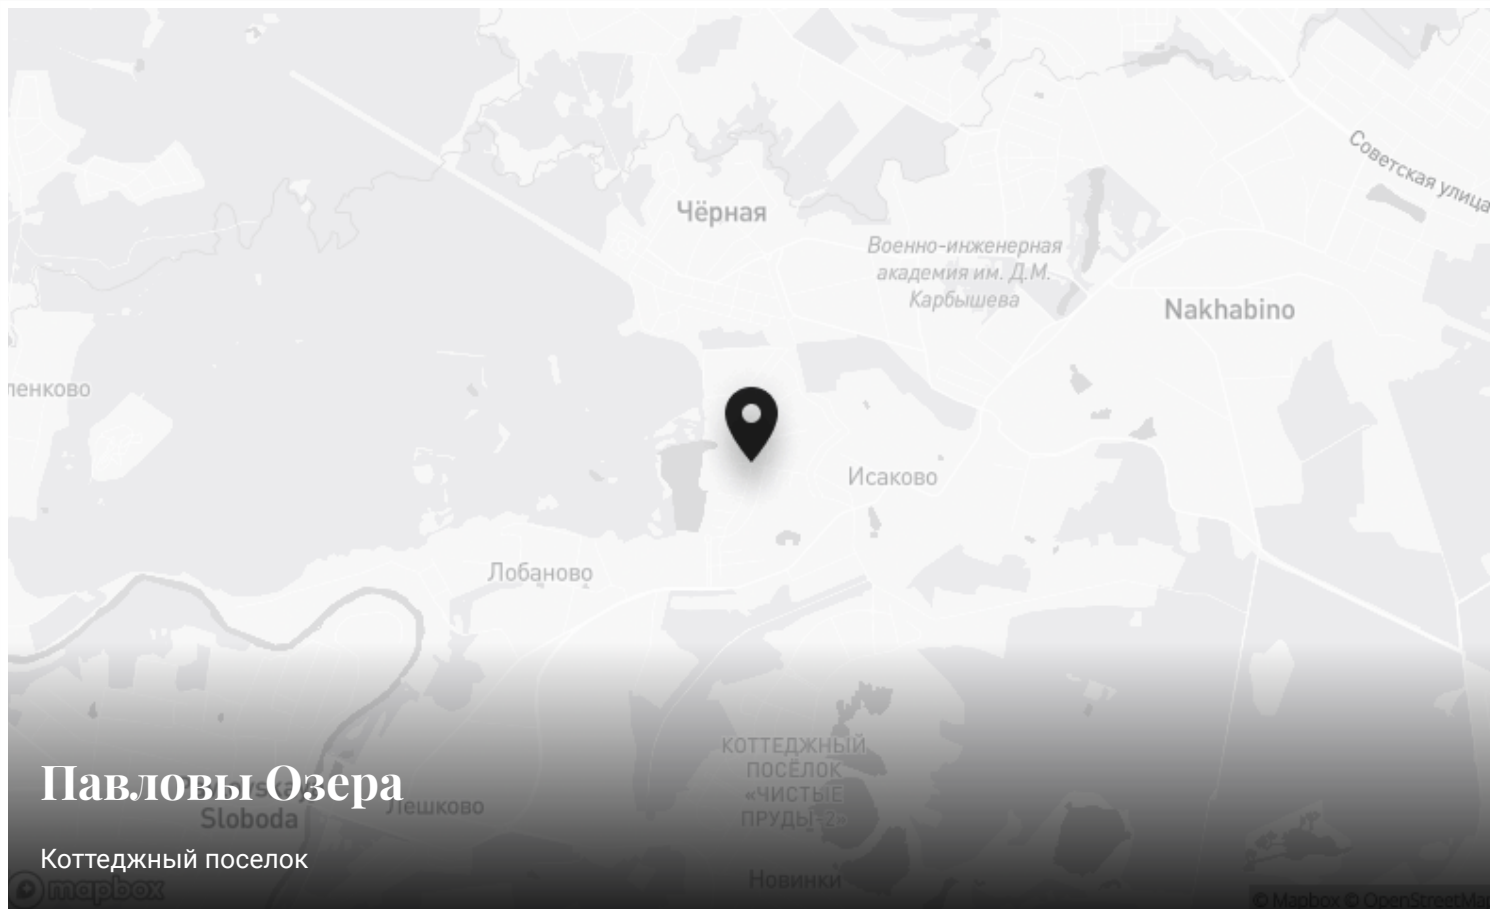 Советская улица
Чёрная
Военно-инженерная
академия им. Д.М.
Карбышева
Nakhabino
ленково
Исаково
Лобаново
КОТТЕДЖНЫЙ
ПОСЁЛОК
«ЧИСТЫЕ
ПРУДЫ-2»
Павловы Озера
Лешково
Sloboda
Коттеджный поселок
Новинки
mapbox
© Mapbox © OpenStreetMap